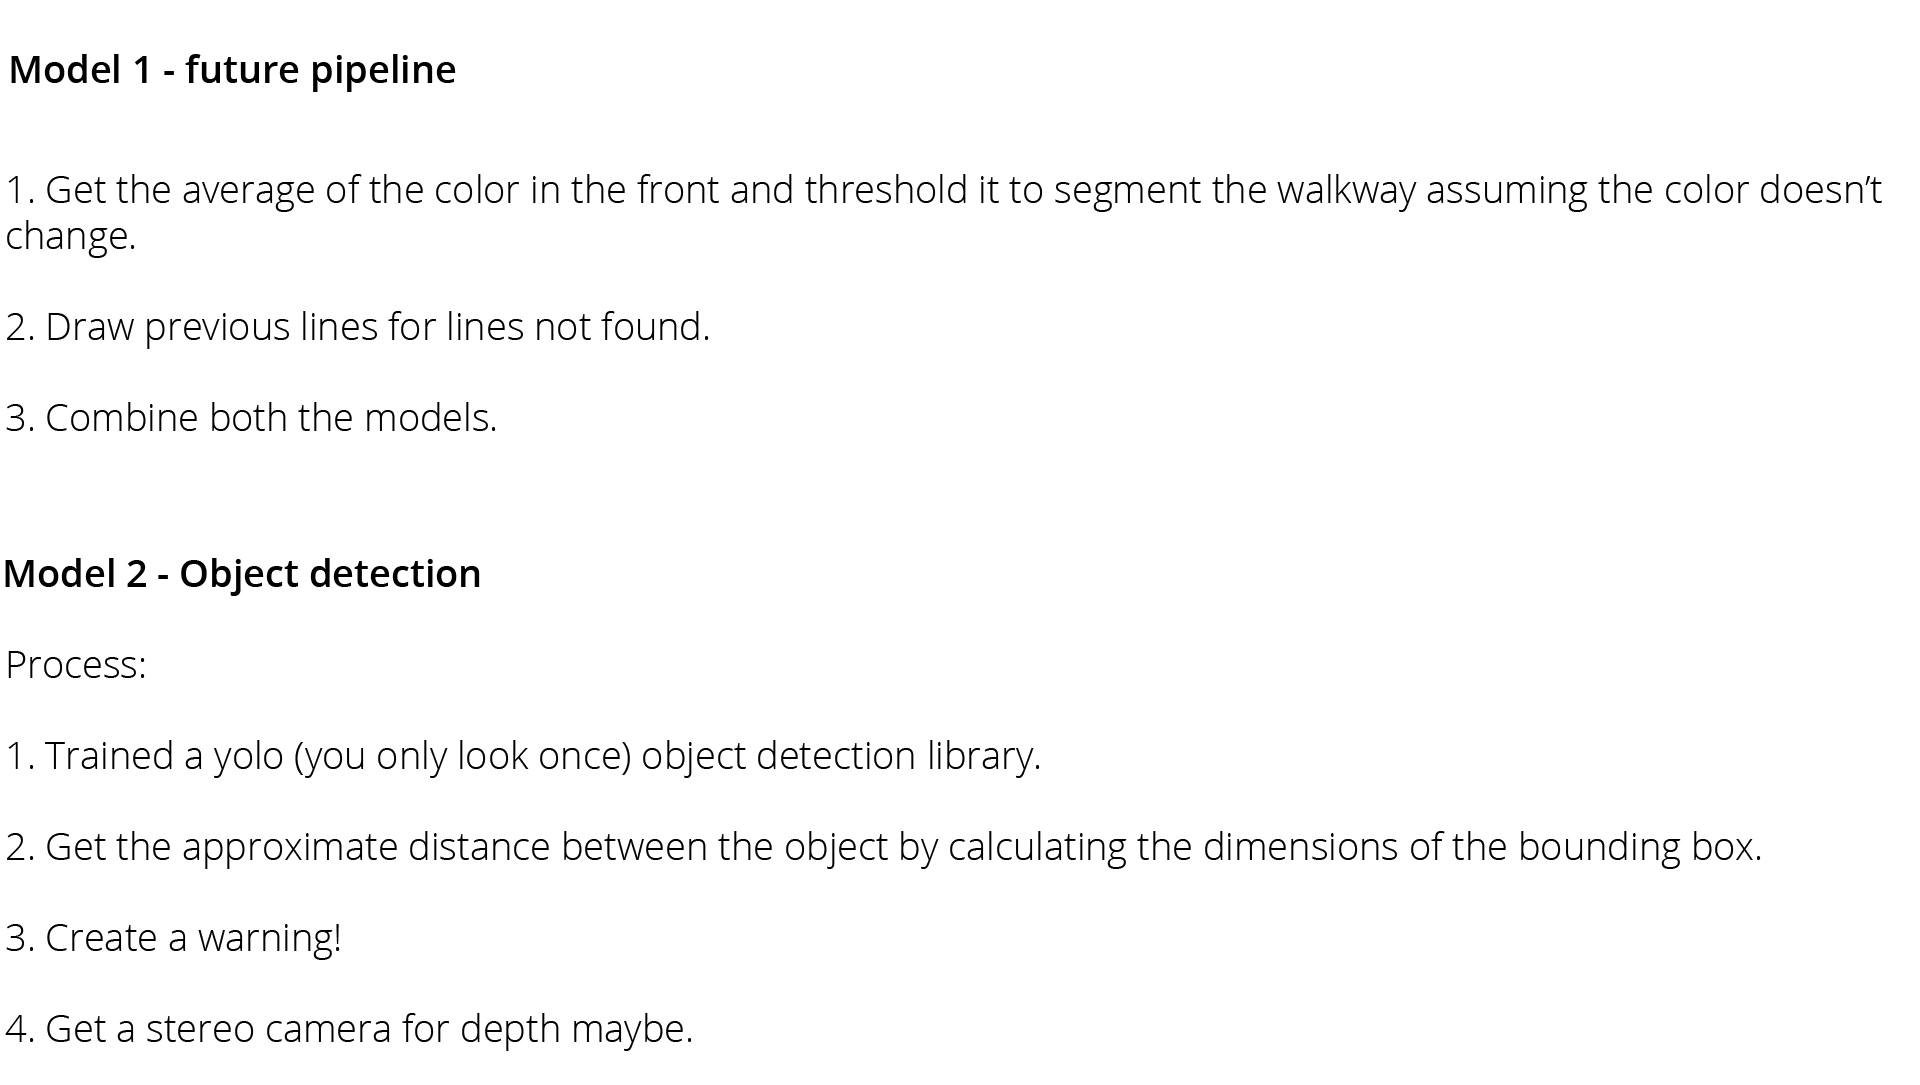 Model 1 - future pipeline
1. Get the average of the color in the front and threshold it to segment the walkway assuming the color doesn’t
change.
2. Draw previous lines for lines not found.
3. Combine both the models.
Model 2 - Object detection
Process:
1. Trained a yolo (you only look once) object detection library.
2. Get the approximate distance between the object by calculating the dimensions of the bounding box.
3. Create a warning!
4. Get a stereo camera for depth maybe.